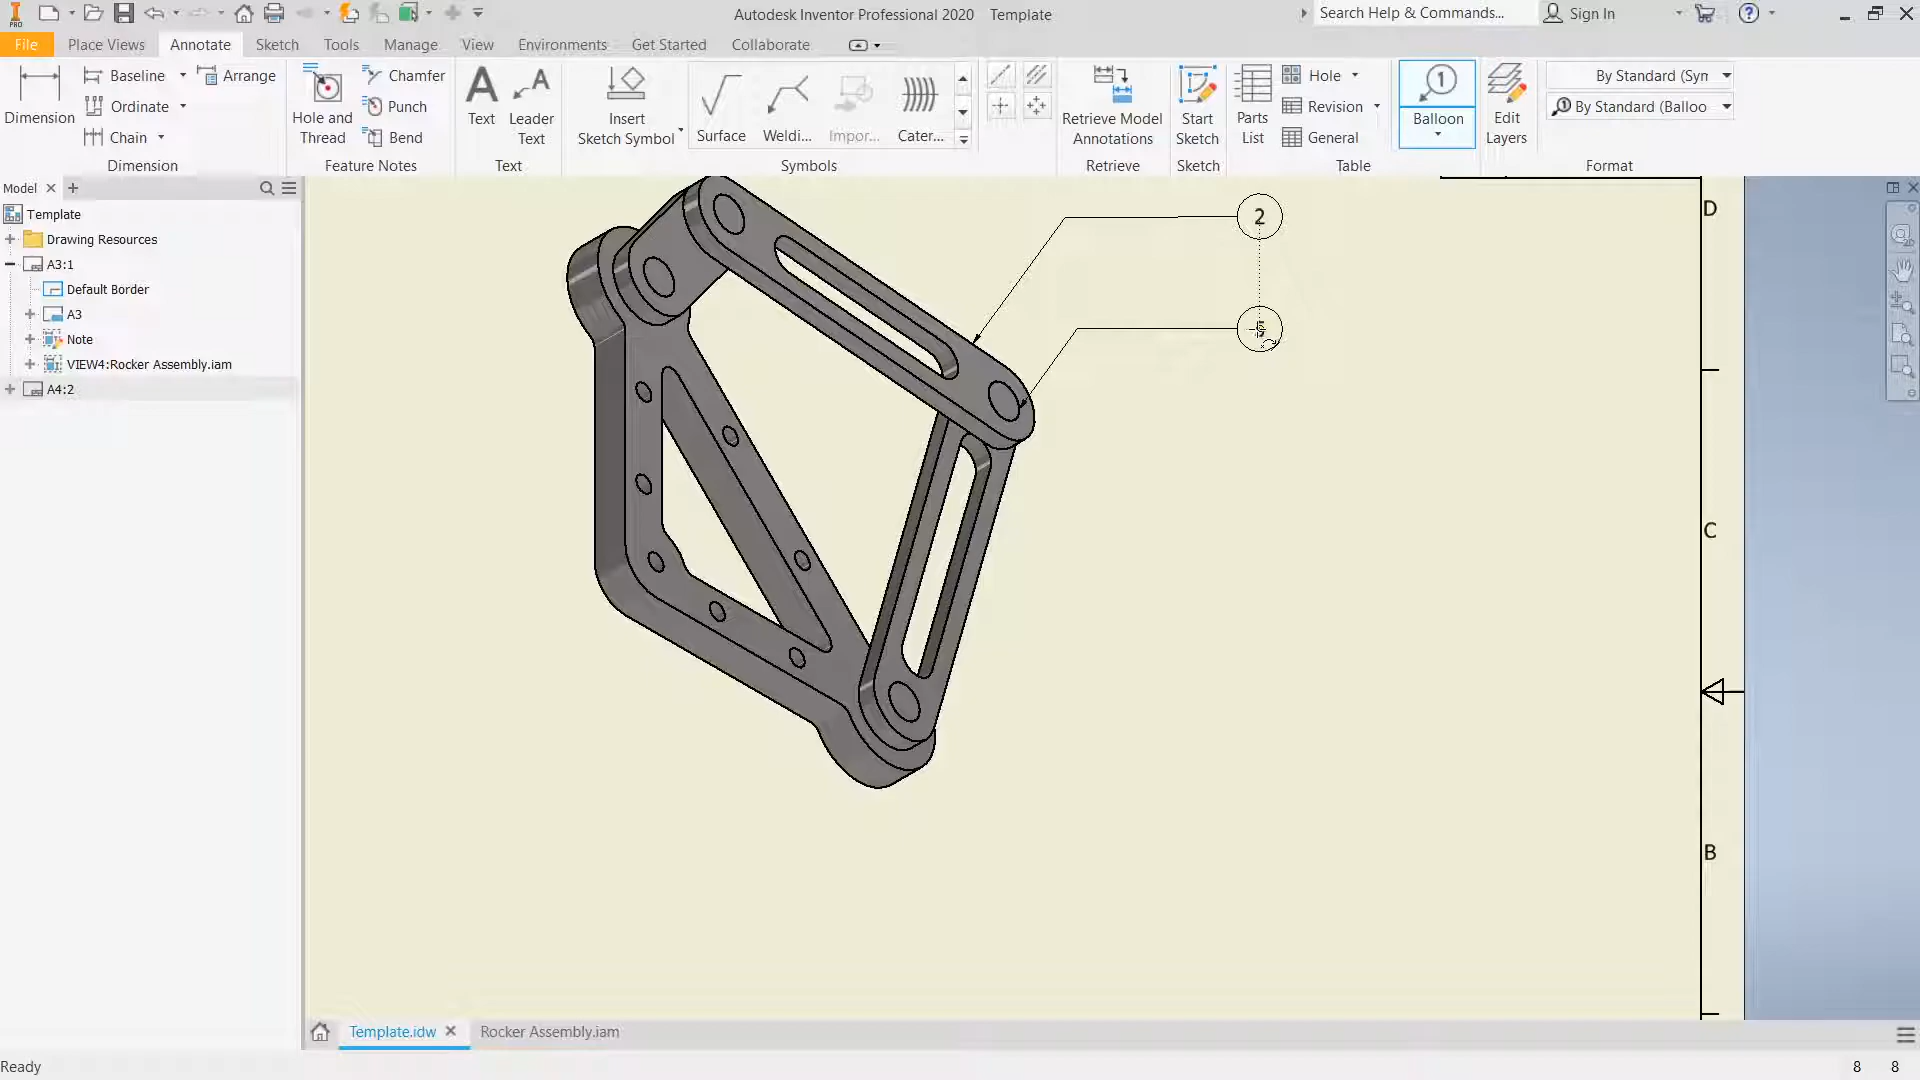 Autodesk Inventor Professional 2020 Template
Search Help & Commands...
Sign In
PRO
File
Place Views
Annotate
Sketch
Tools
Manage
View
Environments
Get Started
Collaborate
Dimension
Baseline
Arrange
Ordinate
Chain
Dimension
Hole and
Thread
Chamfer
Punch
Bend
Feature Notes
Text
Leader
Text
Text
Insert
Sketch Symbol
Surface
Weldi...
Impor...
Cater...
Symbols
Retrieve Model
Annotations
Retrieve
Start
Sketch
Sketch
Parts
List
Hole
Revision
General
Table
Balloon
Edit
Layers
By Standard (Syn
By Standard (Balloo
Format
Model
Template
Drawing Resources
A3:1
Default Border
A3
Note
VIEW4:Rocker Assembly.iam
A4:2
2
D
C
B
Template.idw
Rocker Assembly.iam
Ready
8 8